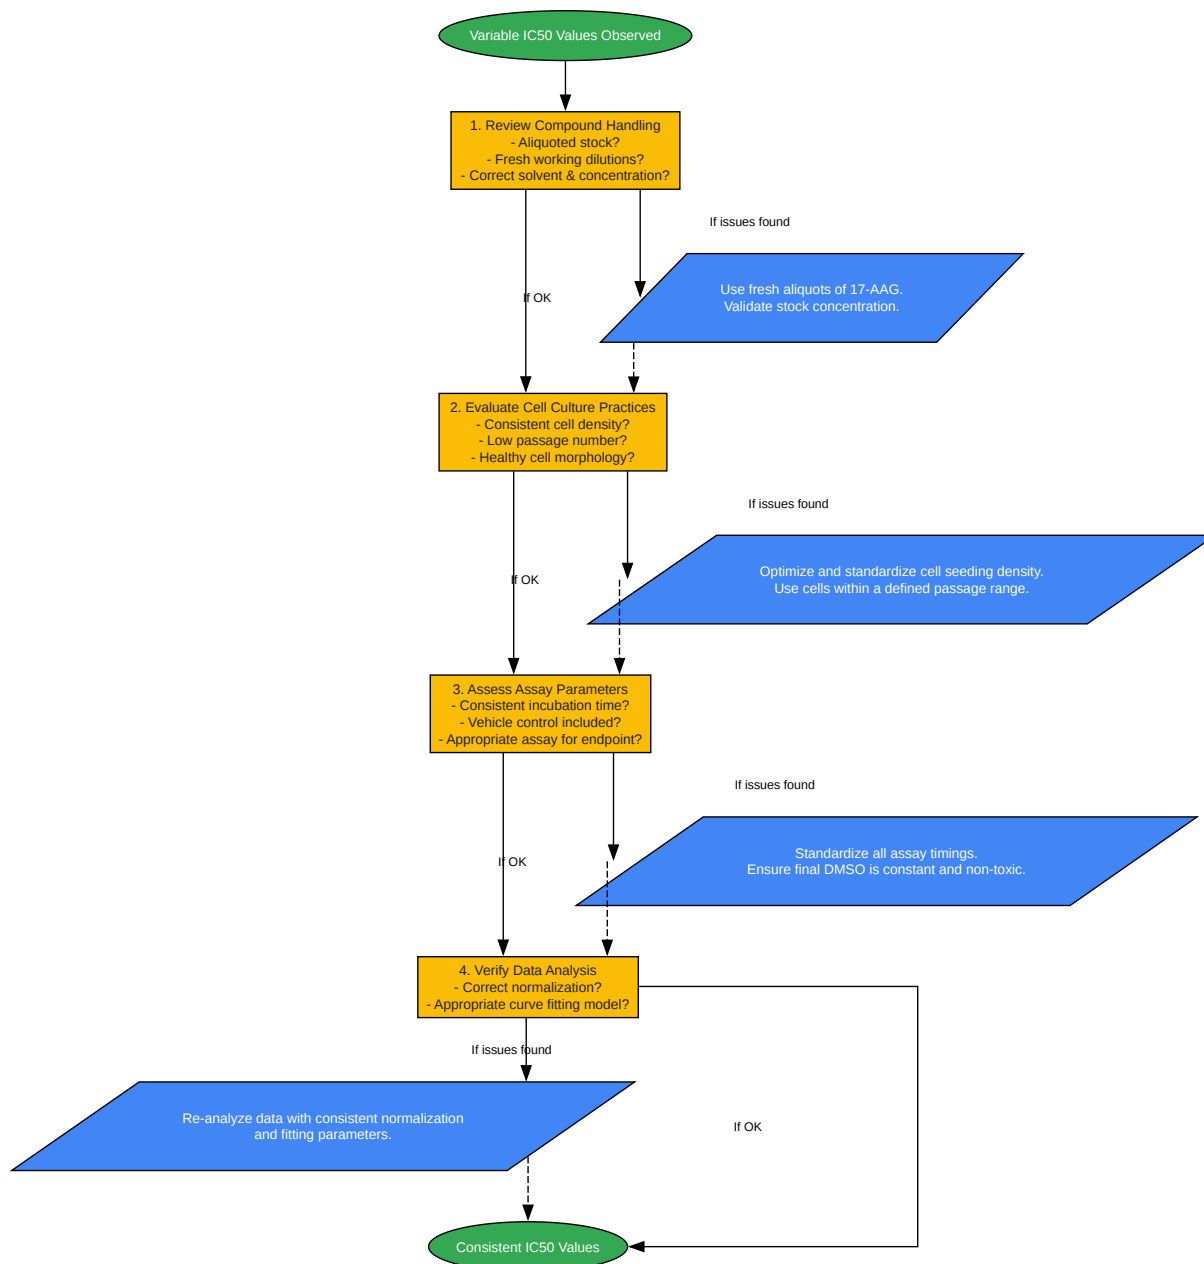 Variable IC50 Values Observed
1. Review Compound Handling
- Aliquoted stock?
- Fresh working dilutions?
- Correct solvent & concentration?
If issues found
Use fresh aliquots of 17-AAG.
Validate stock concentration.
If OK
2. Evaluate Cell Culture Practices
- Consistent cell density?
- Low passage number?
- Healthy cell morphology?
If issues found
Optimize and standardize cell seeding density.
Use cells within a defined passage range.
If OK
3. Assess Assay Parameters
- Consistent incubation time?
- Vehicle control included?
- Appropriate assay for endpoint?
If issues found
Standardize all assay timings.
Ensure final DMSO is constant and non-toxic.
If OK
4. Verify Data Analysis
- Correct normalization?
- Appropriate curve fitting model?
If issues found
Re-analyze data with consistent normalization
and fitting parameters.
If OK
Consistent IC50 Values